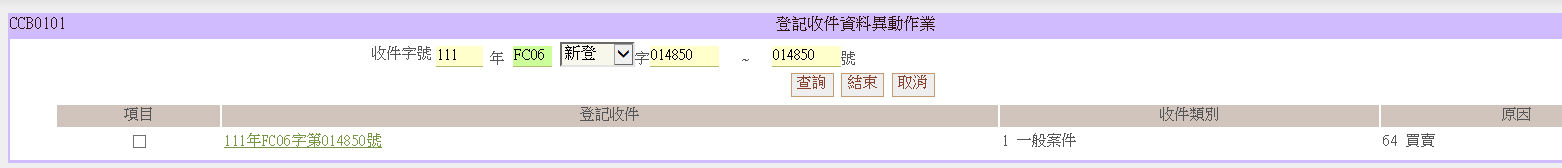 CCB0101 登記收件資料異動作業
收件字號 111 年 FC06 新登 字 014850 ~ 014850 號
查詢 結束 取消
項目 登記收件 收件類別 原因
111年FC06字第014850號 1 一般案件 64 買賣